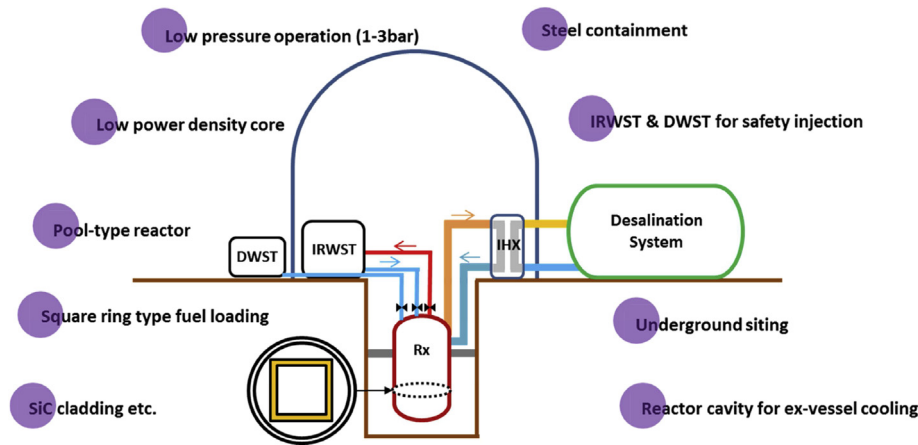 Low pressure operation (1-3bar)
Steel containment
Low power density core
IRWST & DWST for safety injection
Pool-type reactor
DWST
IRWST
IHX
Desalination
System
Square ring type fuel loading
Rx
Underground siting
SiC cladding etc.
Reactor cavity for ex-vessel cooling